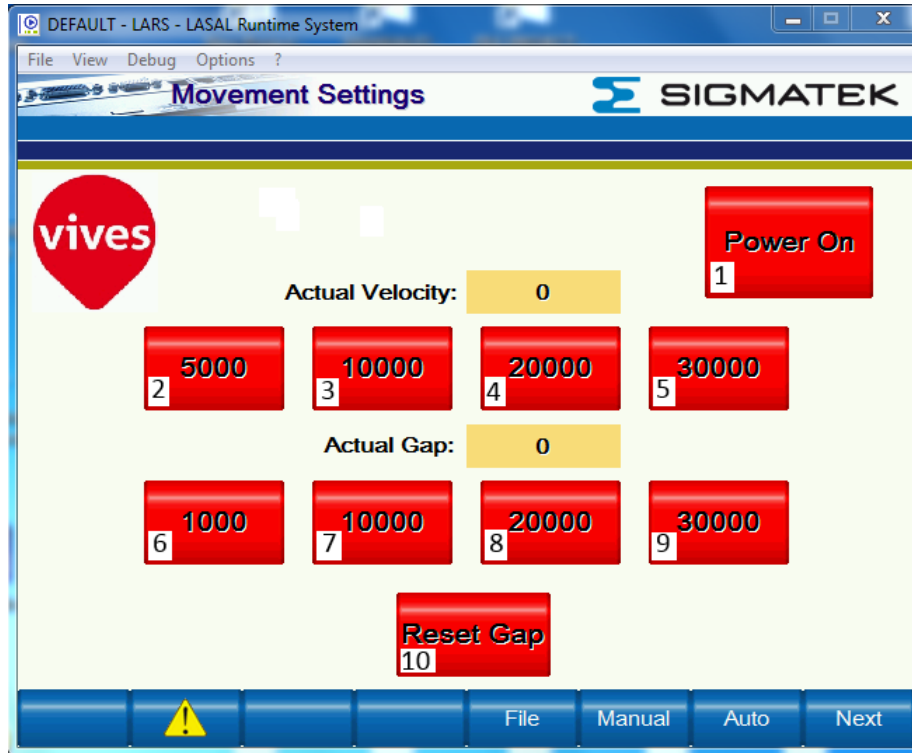 DEFAULT - LARS - LASAL Runtime System
File View Debug Options ?
Movement Settings
SIGMATEK
vives
Power On
1
Actual Velocity: 0
5000 10000 20000 30000
2 3 4 5
Actual Gap: 0
1000 10000 20000 30000
6 7 8 9
Reset Gap
10
File Manual Auto Next